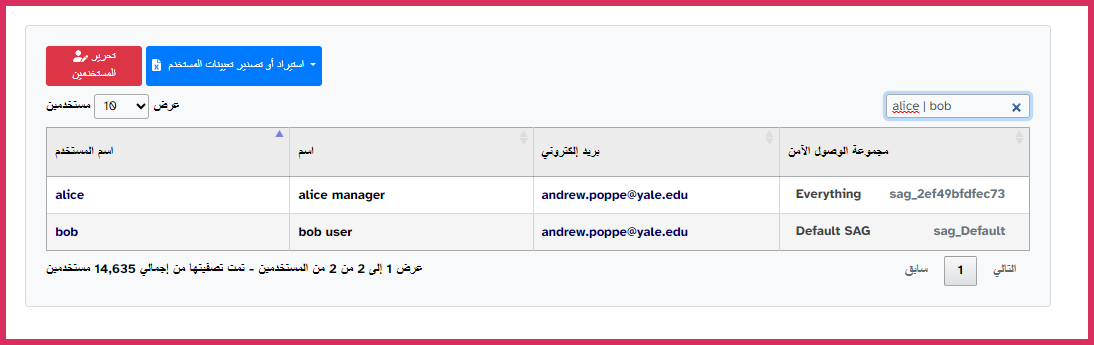 تحرير
المستخدمين
استيراد أو تصدير تعيينات المستخدم
عرض 10 مستخدمين
alice | bob
اسم المستخدم اسم بريد إلكتروني مجموعة الوصول الآمن
alice alice manager andrew.poppe@yale.edu Everything sag_2ef49bfdfec73
bob bob user andrew.poppe@yale.edu Default SAG sag_Default
عرض 1 إلى 2 من 2 من المستخدمين - تمت تصفيتها من إجمالي 14,635 مستخدمين
سابق 1 التالي